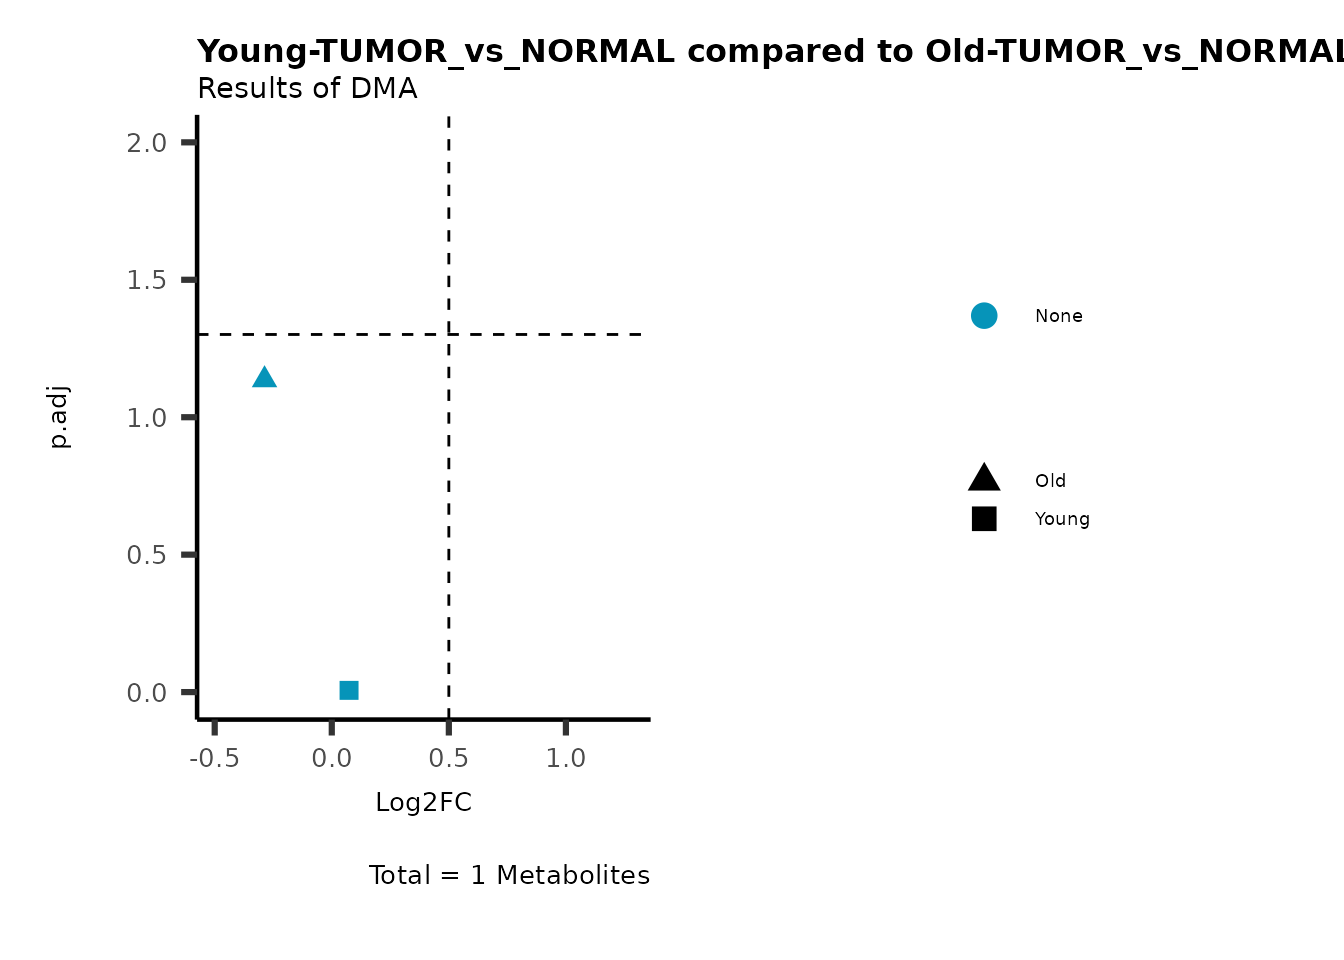 Young-TUMOR_vs_NORMAL compared to Old-TUMOR_vs_NORMAL
Results of DMA
2.0
1.5
1.0
0.5
0.0
p.adj
-0.5 0.0 0.5 1.0
Log2FC
Total = 1 Metabolites
None
Old
Young